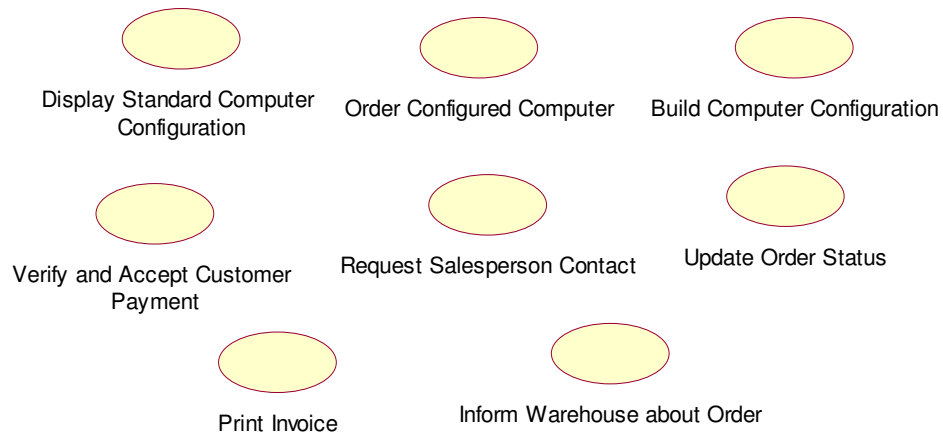 Display Standard Computer
Configuration
Order Configured Computer
Build Computer Configuration
Verify and Accept Customer
Payment
Request Salesperson Contact
Update Order Status
Print Invoice
Inform Warehouse about Order